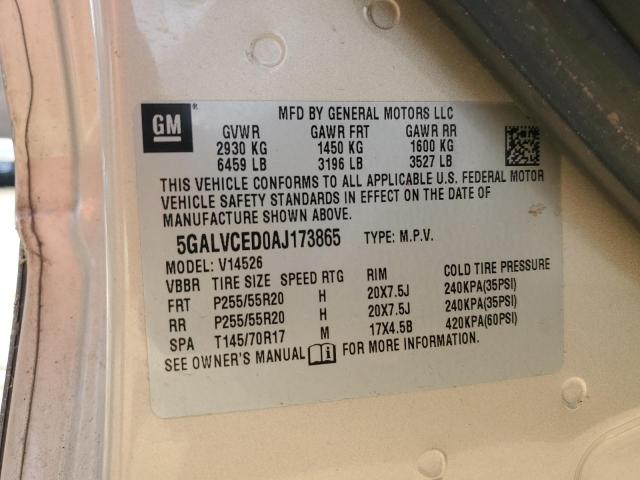 MFD BY GENERAL MOTORS LLC
GM ®
GVWR GAWR FRT GAWR RR
2930 KG 1450 KG 1600 KG
6459 LB 3196 LB 3527 LB
THIS VEHICLE CONFORMS TO ALL APPLICABLE U.S. FEDERAL MOTOR
VEHICLE SAFETY STANDARDS IN EFFECT ON THE DATE OF
MANUFACTURE SHOWN ABOVE.
5GALVCED0AJ173865 TYPE: M.P.V.
MODEL: V14526
VBBR TIRE SIZE SPEED RTG RIM COLD TIRE PRESSURE
FRT P255/55R20 H 20X7.5J 240KPA(35PSI)
RR P255/55R20 H 20X7.5J 240KPA(35PSI)
SPA T145/70R17 M 17X4.5B 420KPA(60PSI)
SEE OWNER'S MANUAL i FOR MORE INFORMATION.